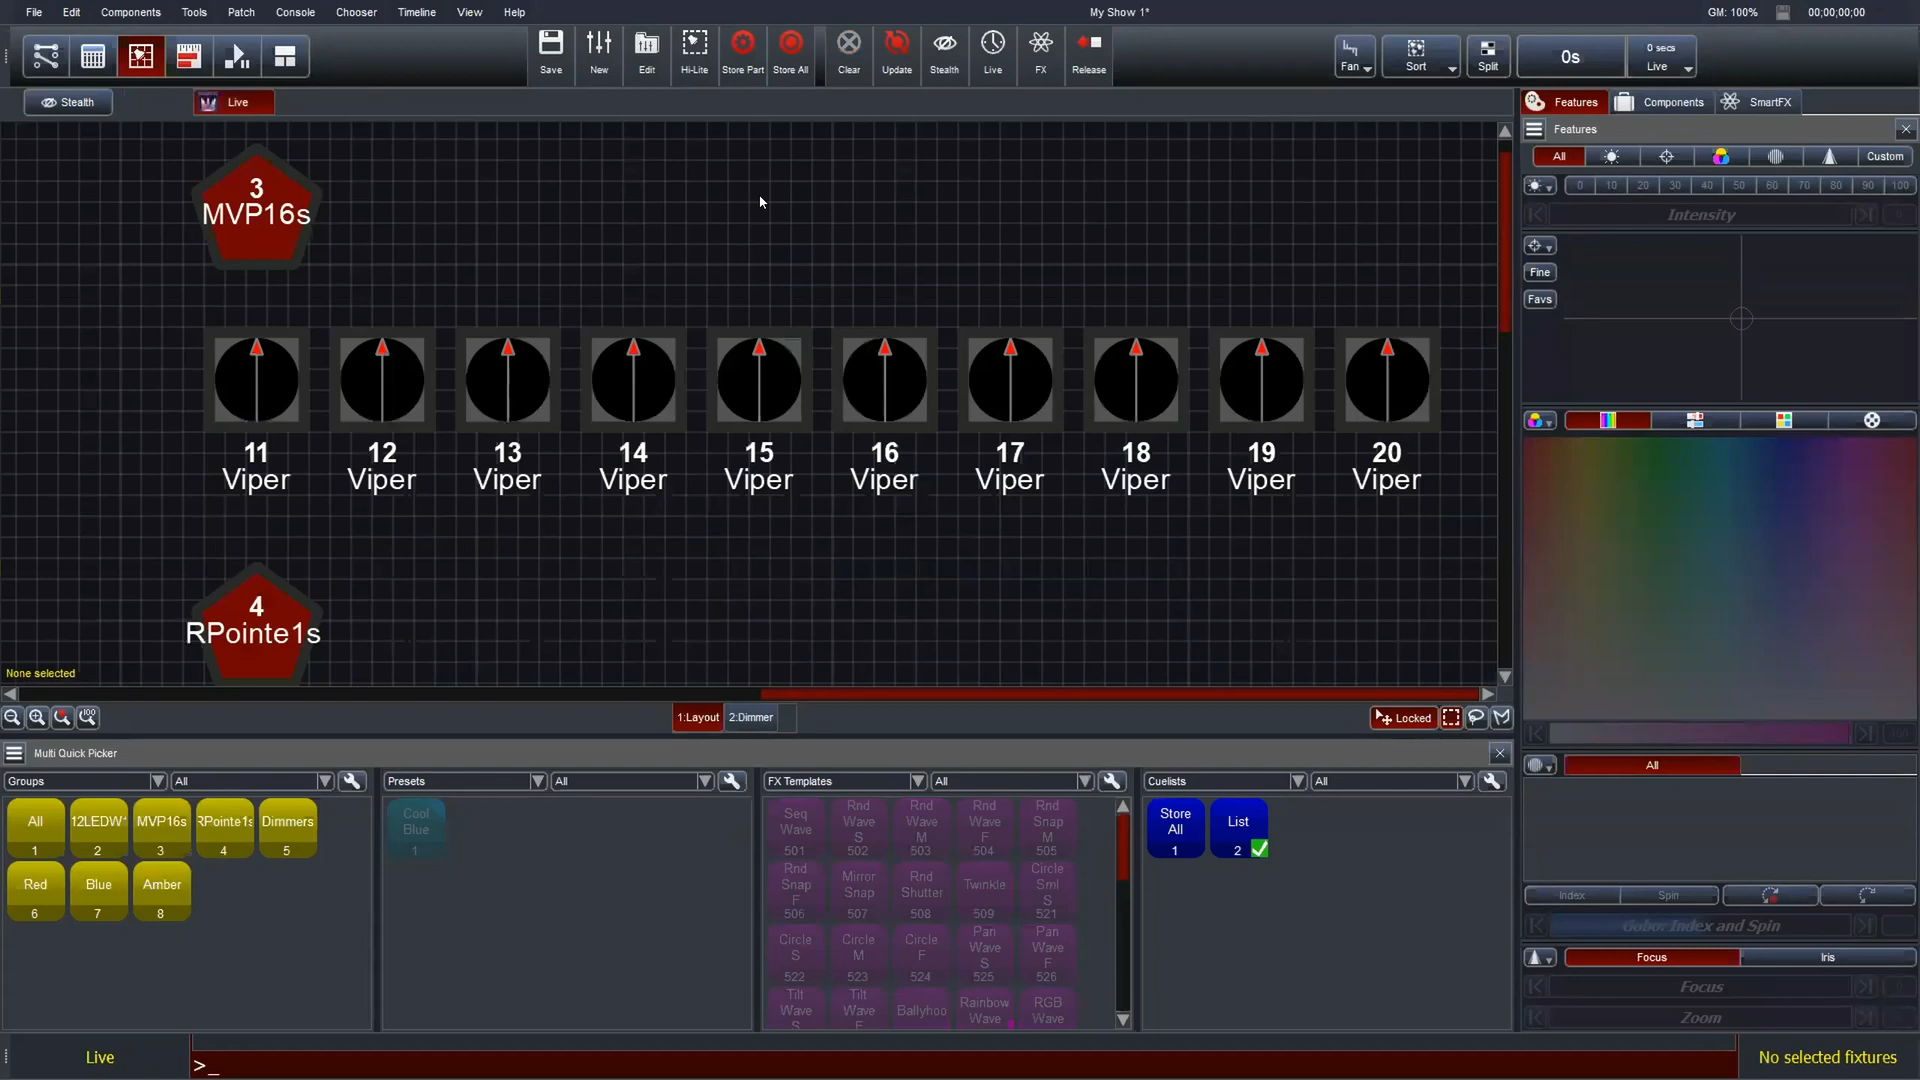 File Edit Components Tools Patch Console Chooser Timeline View Help
My Show 1*
GM: 100%
00;00;00;00
Save New Edit Hi-Lite Store Part Store All Clear Update Stealth Live FX Release
Fan Sort Split 0s
0 secs
Live
Stealth
Live
Features Components SmartFX
Features
All
Custom
0 10 20 30 40 50 60 70 80 90 100
Intensity
Fine
Favs
3
MVP16s
11 12 13 14 15 16 17 18 19 20
Viper Viper Viper Viper Viper Viper Viper Viper Viper Viper
4
RPointe1s
None selected
100
1:Layout 2:Dimmer
Locked
Multi Quick Picker
Groups
All
Presets
All
FX Templates
All
Cuelists
All
All
1
12LEDW1
2
MVP16s
3
RPointe1s
4
Dimmers
5
Red
6
Blue
7
Amber
8
Cool
Blue
1
Seq
Wave
501
Rnd
Wave
S
502
Rnd
Wave
M
503
Rnd
Wave
F
504
Rnd
Snap
M
505
Rnd
Snap
F
506
Mirror
Snap
507
Rnd
Shutter
508
Twinkle
509
Circle
Sml
S
521
Circle
S
522
Circle
M
523
Circle
F
524
Pan
Wave
S
525
Pan
Wave
F
526
Tilt
Wave
S
Tilt
Wave
F
Ballyhoo
Rainbow
Wave
RGB
Wave
Store
All
1
List
2
All
Index
Spin
Gobo: Index and Spin
Focus
Iris
Focus
Zoom
Live
>_
No selected fixtures